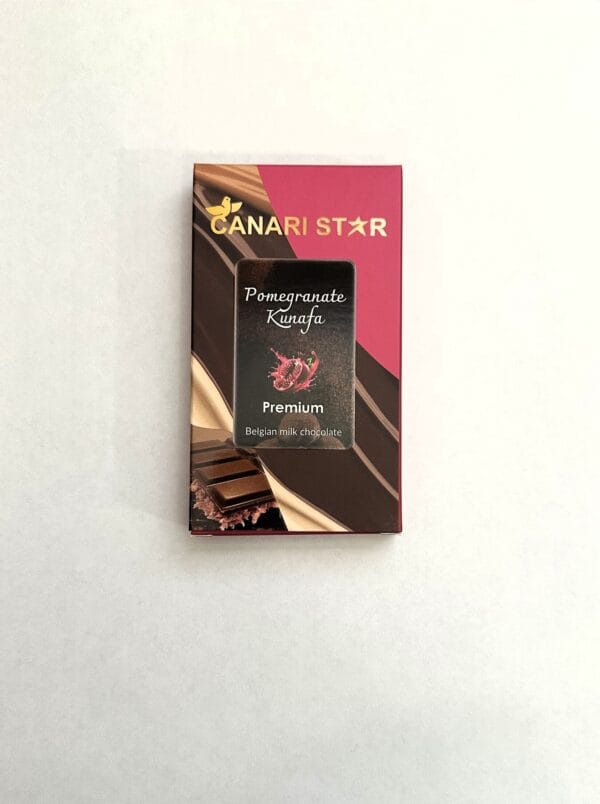 CANARI STAR
Pomegranate
Kunafa
Premium
Belgian milk chocolate